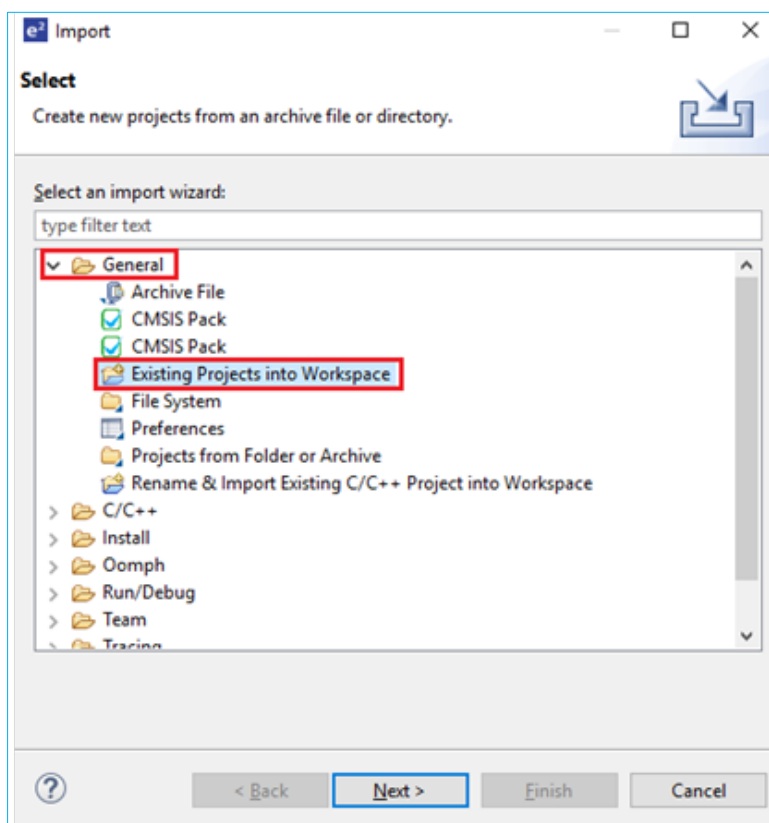 e² Import
Select
Create new projects from an archive file or directory.
Select an import wizard:
type filter text
General
Archive File
CMSIS Pack
CMSIS Pack
Existing Projects into Workspace
File System
Preferences
Projects from Folder or Archive
Rename & Import Existing C/C++ Project into Workspace
C/C++
Install
Oomph
Run/Debug
Team
Tracing
? < Back Next > Finish Cancel